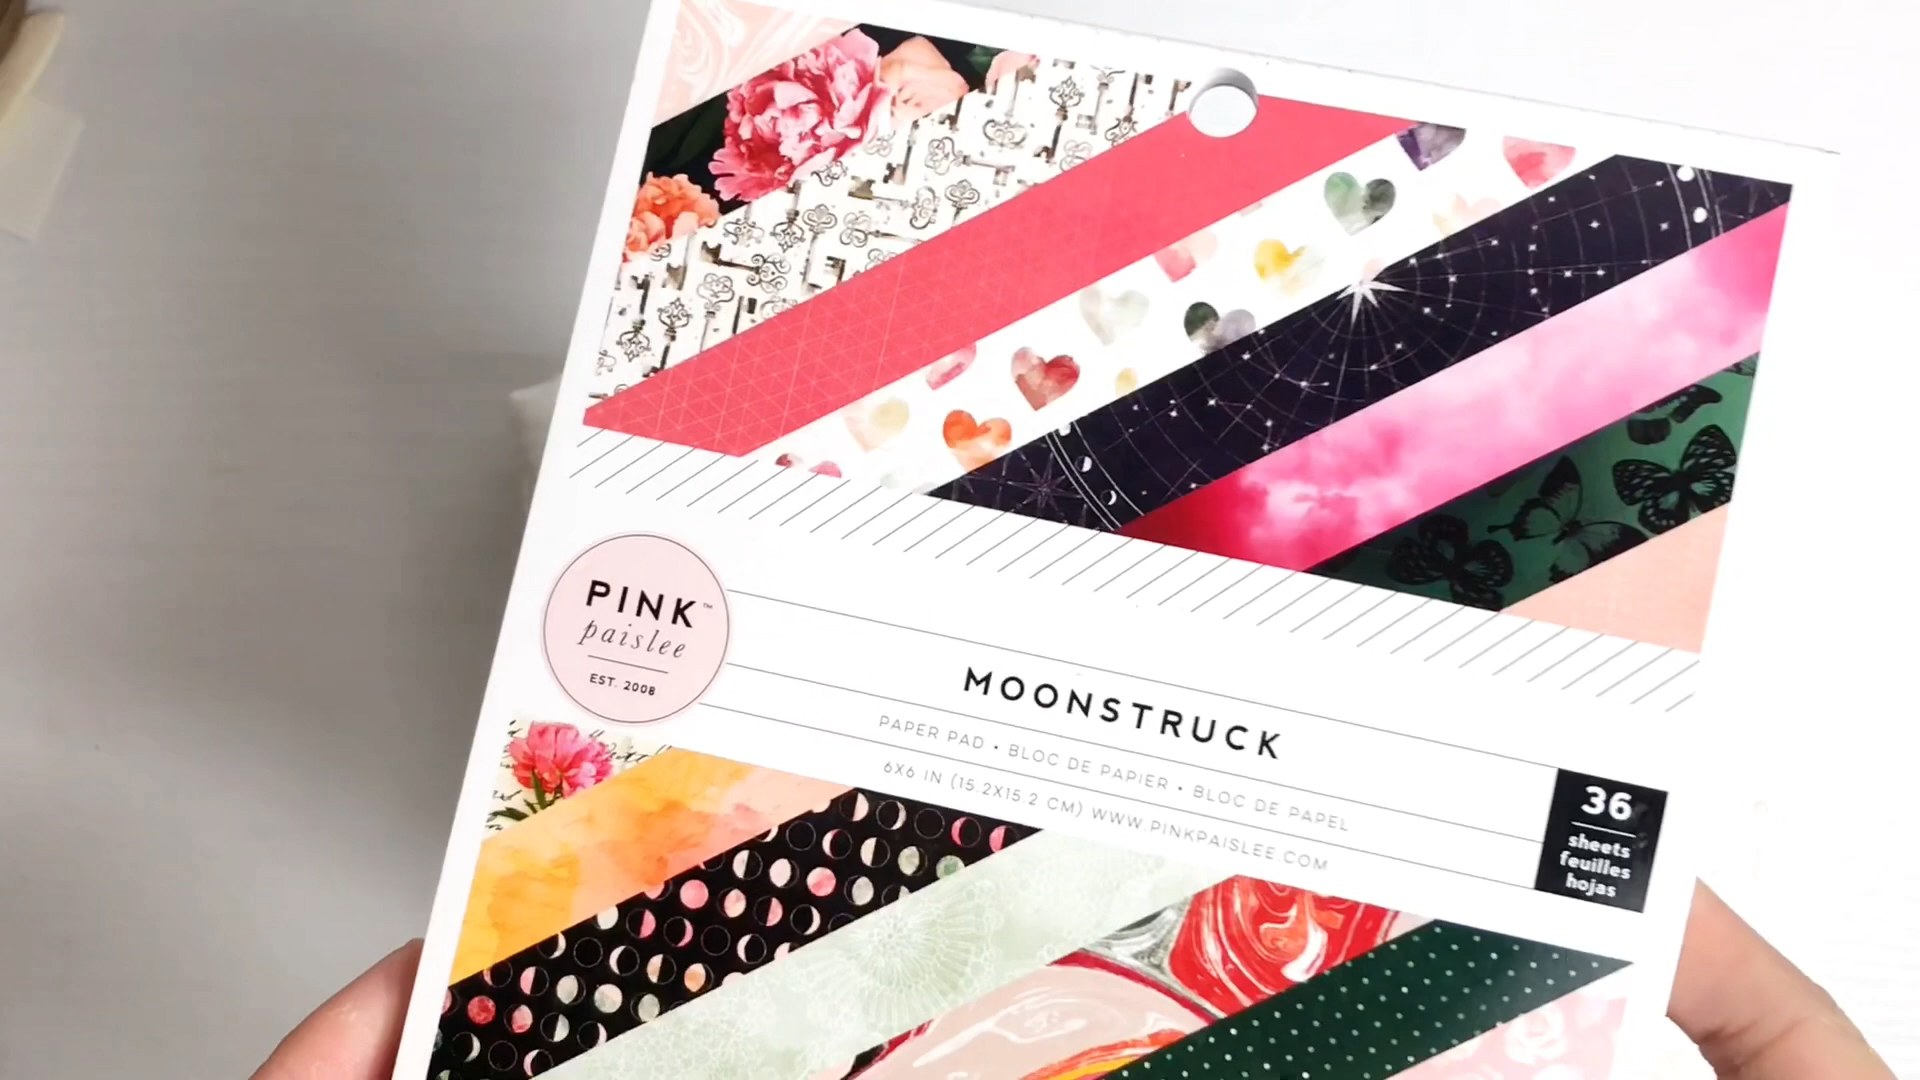 PINK™
paislee
EST. 2008
MOONSTRUCK
PAPER PAD • BLOC DE PAPIER • BLOC DE PAPEL
6X6 IN (15.2X15.2 CM) WWW.PINKPAISLEE.COM
36
sheets
feuilles
hojas